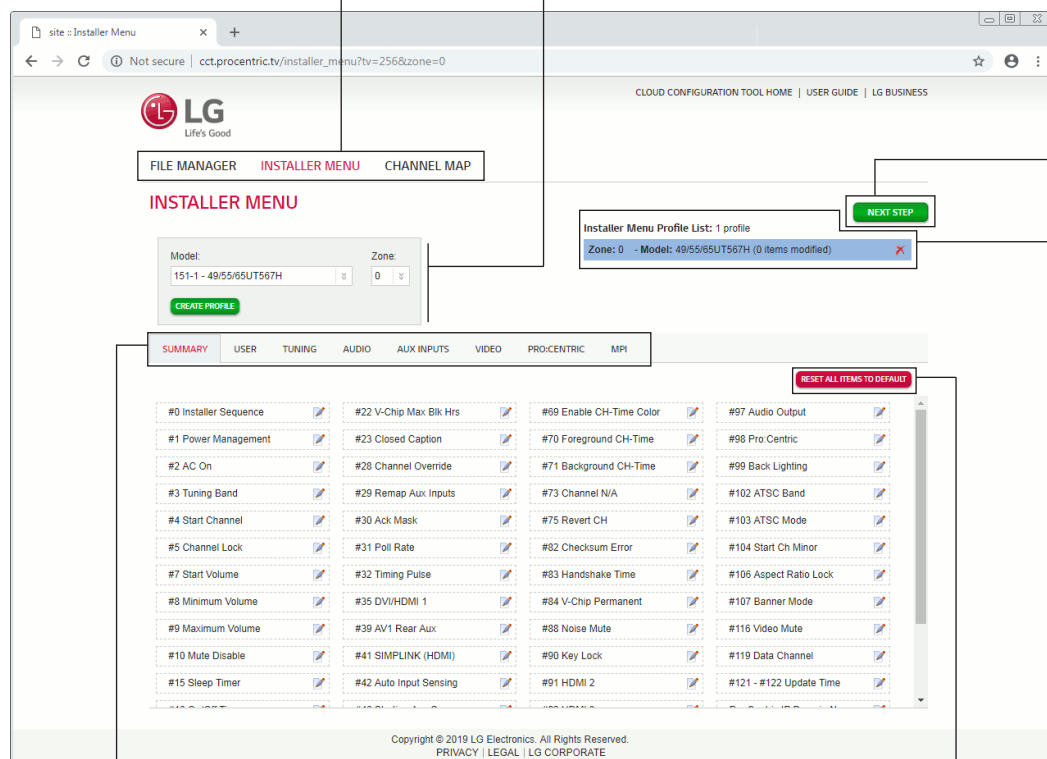 site :: Installer Menu
Not secure | cct.procentric.tv/installer_menu?tv=256&zone=0
CLOUD CONFIGURATION TOOL HOME | USER GUIDE | LG BUSINESS
LG
Life's Good
FILE MANAGER INSTALLER MENU CHANNEL MAP
INSTALLER MENU
NEXT STEP
Installer Menu Profile List: 1 profile
Zone: 0 - Model: 49/55/65UT567H (0 items modified)
Model: Zone:
151-1 - 49/55/65UT567H 0
CREATE PROFILE
SUMMARY USER TUNING AUDIO AUX INPUTS VIDEO PRO:CENTRIC MPI
RESET ALL ITEMS TO DEFAULT
#0 Installer Sequence #22 V-Chip Max Blk Hrs #69 Enable CH-Time Color #97 Audio Output
#1 Power Management #23 Closed Caption #70 Foreground CH-Time #98 Pro:Centric
#2 AC On #28 Channel Override #71 Background CH-Time #99 Back Lighting
#3 Tuning Band #29 Remap Aux Inputs #73 Channel N/A #102 ATSC Band
#4 Start Channel #30 Ack Mask #75 Revert CH #103 ATSC Mode
#5 Channel Lock #31 Poll Rate #82 Checksum Error #104 Start Ch Minor
#7 Start Volume #32 Timing Pulse #83 Handshake Time #106 Aspect Ratio Lock
#8 Minimum Volume #35 DVI/HDMI 1 #84 V-Chip Permanent #107 Banner Mode
#9 Maximum Volume #39 AV1 Rear Aux #88 Noise Mute #116 Video Mute
#10 Mute Disable #41 SIMPLINK (HDMI) #90 Key Lock #119 Data Channel
#15 Sleep Timer #42 Auto Input Sensing #91 HDMI 2 #121 - #122 Update Time
Copyright © 2019 LG Electronics. All Rights Reserved.
PRIVACY | LEGAL | LG CORPORATE